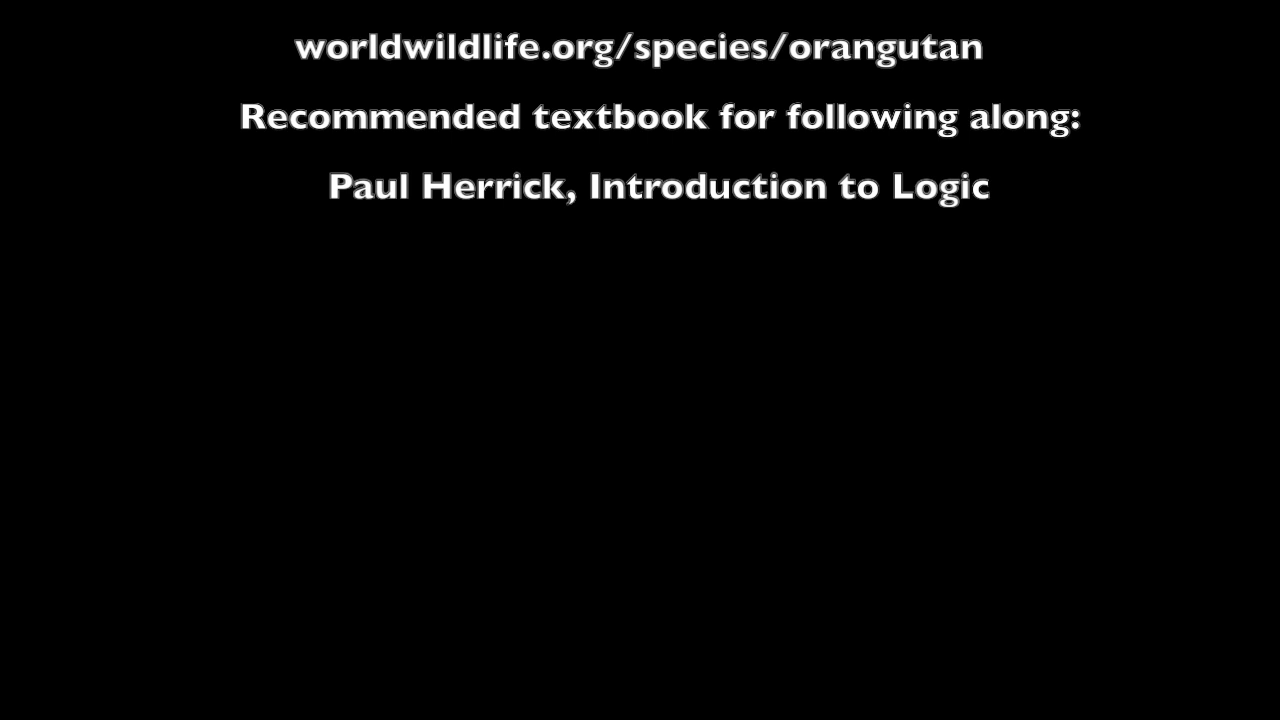 worldwildlife.org/species/orangutan
Recommended textbook for following along:
Paul Herrick, Introduction to Logic